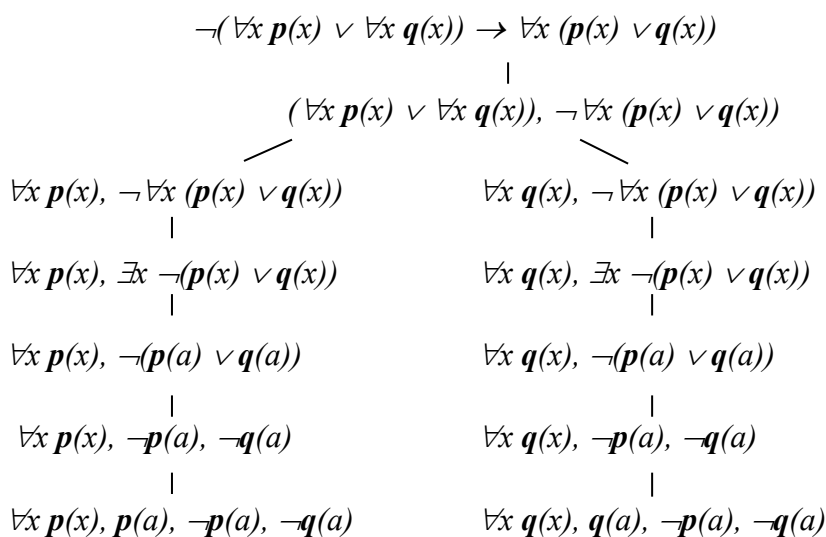 ¬( ∀x p(x) ∨ ∀x q(x)) → ∀x (p(x) ∨ q(x))
( ∀x p(x) ∨ ∀x q(x)), ¬ ∀x (p(x) ∨ q(x))
∀x p(x), ¬ ∀x (p(x) ∨ q(x)) ∀x q(x), ¬ ∀x (p(x) ∨ q(x))
∀x p(x), ∃x ¬(p(x) ∨ q(x)) ∀x q(x), ∃x ¬(p(x) ∨ q(x))
∀x p(x), ¬(p(a) ∨ q(a)) ∀x q(x), ¬(p(a) ∨ q(a))
∀x p(x), ¬p(a), ¬q(a) ∀x q(x), ¬p(a), ¬q(a)
∀x p(x), p(a), ¬p(a), ¬q(a) ∀x q(x), q(a), ¬p(a), ¬q(a)